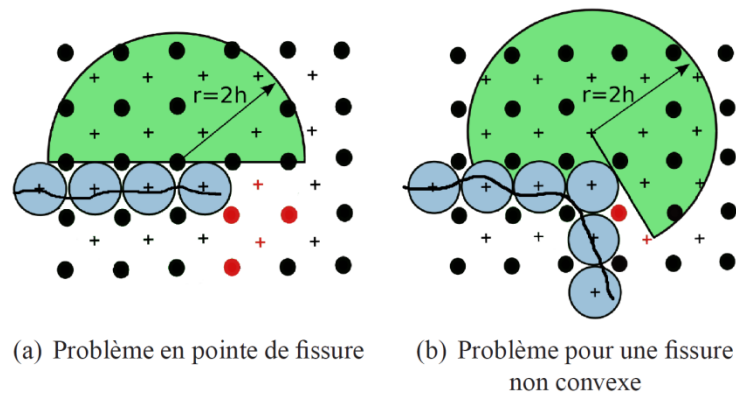 r=2h
r=2h
(a) Problème en pointe de fissure
(b) Problème pour une fissure
non convexe